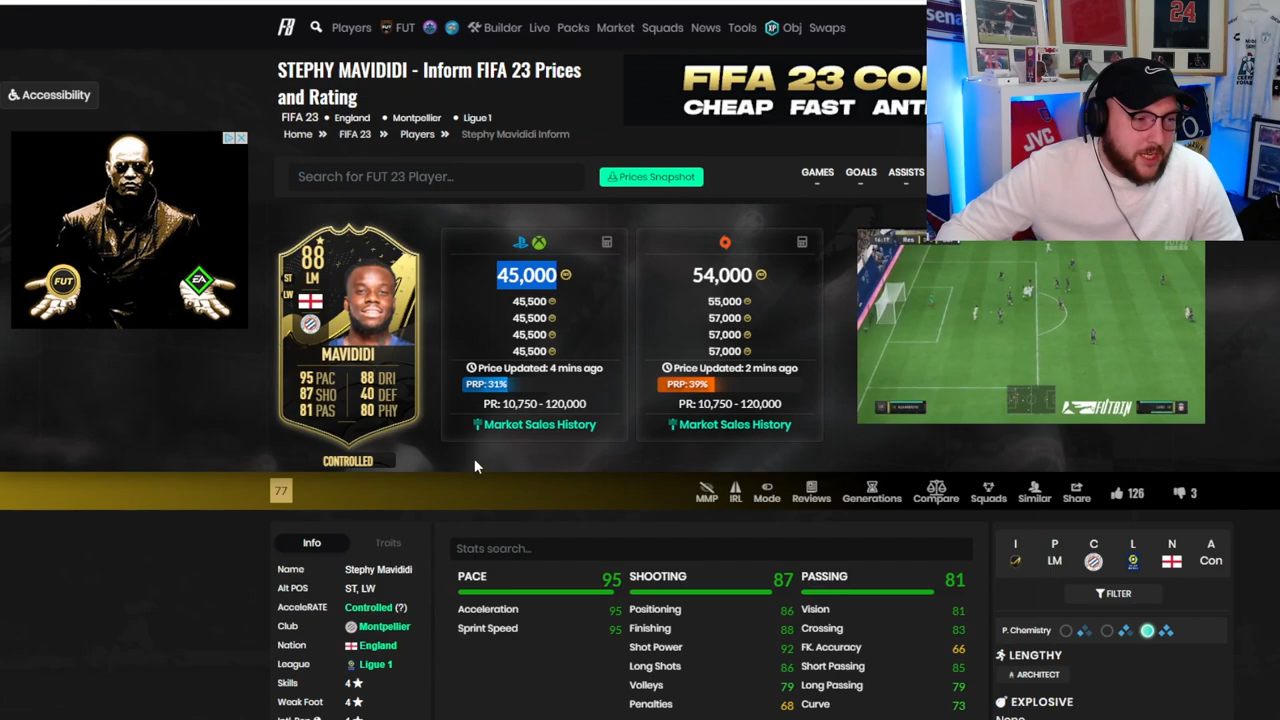 Players FUT Builder Live Packs Market Squads News Tools XP Obj Swaps
Accessibility
STEPHY MAVIDIDI - Inform FIFA 23 Prices
and Rating
FIFA 23 • England • Montpellier • Ligue 1
Home » FIFA 23 » Players » Stephy Mavididi Inform
FIFA 23 CO
CHEAP FAST ANT
Search for FUT 23 Player...
Prices Snapshot
GAMES GOALS ASSISTS
- - -
FUT
EA
88
LM
ST
LW
MAVIDIDI
95 PAC 88 DRI
87 SHO 40 DEF
81 PAS 80 PHY
CONTROLLED
45,000
45,500
45,500
45,500
45,500
Price Updated: 4 mins ago
PRP: 31%
PR: 10,750 - 120,000
Market Sales History
54,000
55,000
57,000
57,000
57,000
Price Updated: 2 mins ago
PRP: 39%
PR: 10,750 - 120,000
Market Sales History
FUTBIN
24
JVC
77
MMP IRL Mode Reviews Generations Compare Squads Similar Share 126 3
Info Traits
Name Stephy Mavididi
Alt POS ST, LW
AcceleRATE Controlled (?)
Club Montpellier
Nation England
League Ligue 1
Skills 4
Weak Foot 4
Stats search...
PACE 95
Acceleration 95
Sprint Speed 95
SHOOTING 87
Positioning 86
Finishing 88
Shot Power 92
Long Shots 86
Volleys 79
Penalties 68
PASSING 81
Vision 81
Crossing 83
FK. Accuracy 66
Short Passing 85
Long Passing 79
Curve 73
I P C L N A
LM Con
FILTER
P. Chemistry
LENGTHY
ARCHITECT
EXPLOSIVE